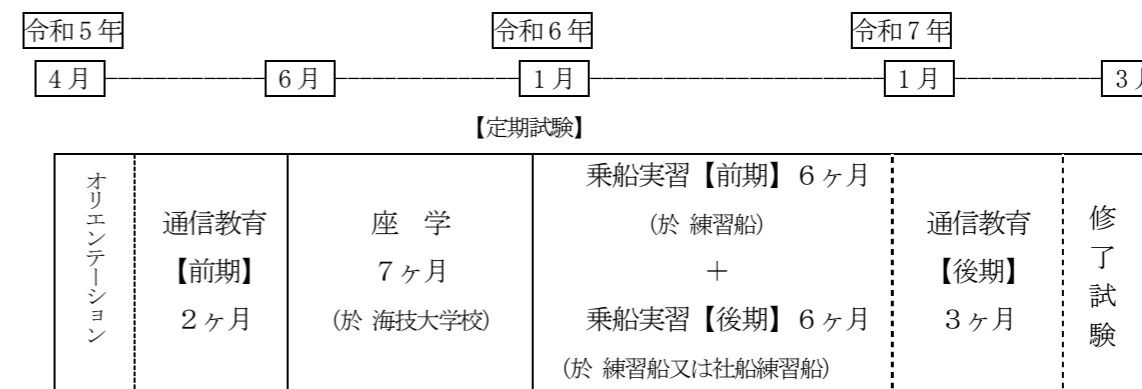 令和５年
令和６年
令和７年
４月
６月
１月
１月
３月
【定期試験】
オリエンテーション
通信教育
【前期】
２ヶ月
座　学
７ヶ月
（於 海技大学校）
乗船実習【前期】６ヶ月
（於 練習船）
＋
乗船実習【後期】６ヶ月
（於 練習船又は社船練習船）
通信教育
【後期】
３ヶ月
修了試験